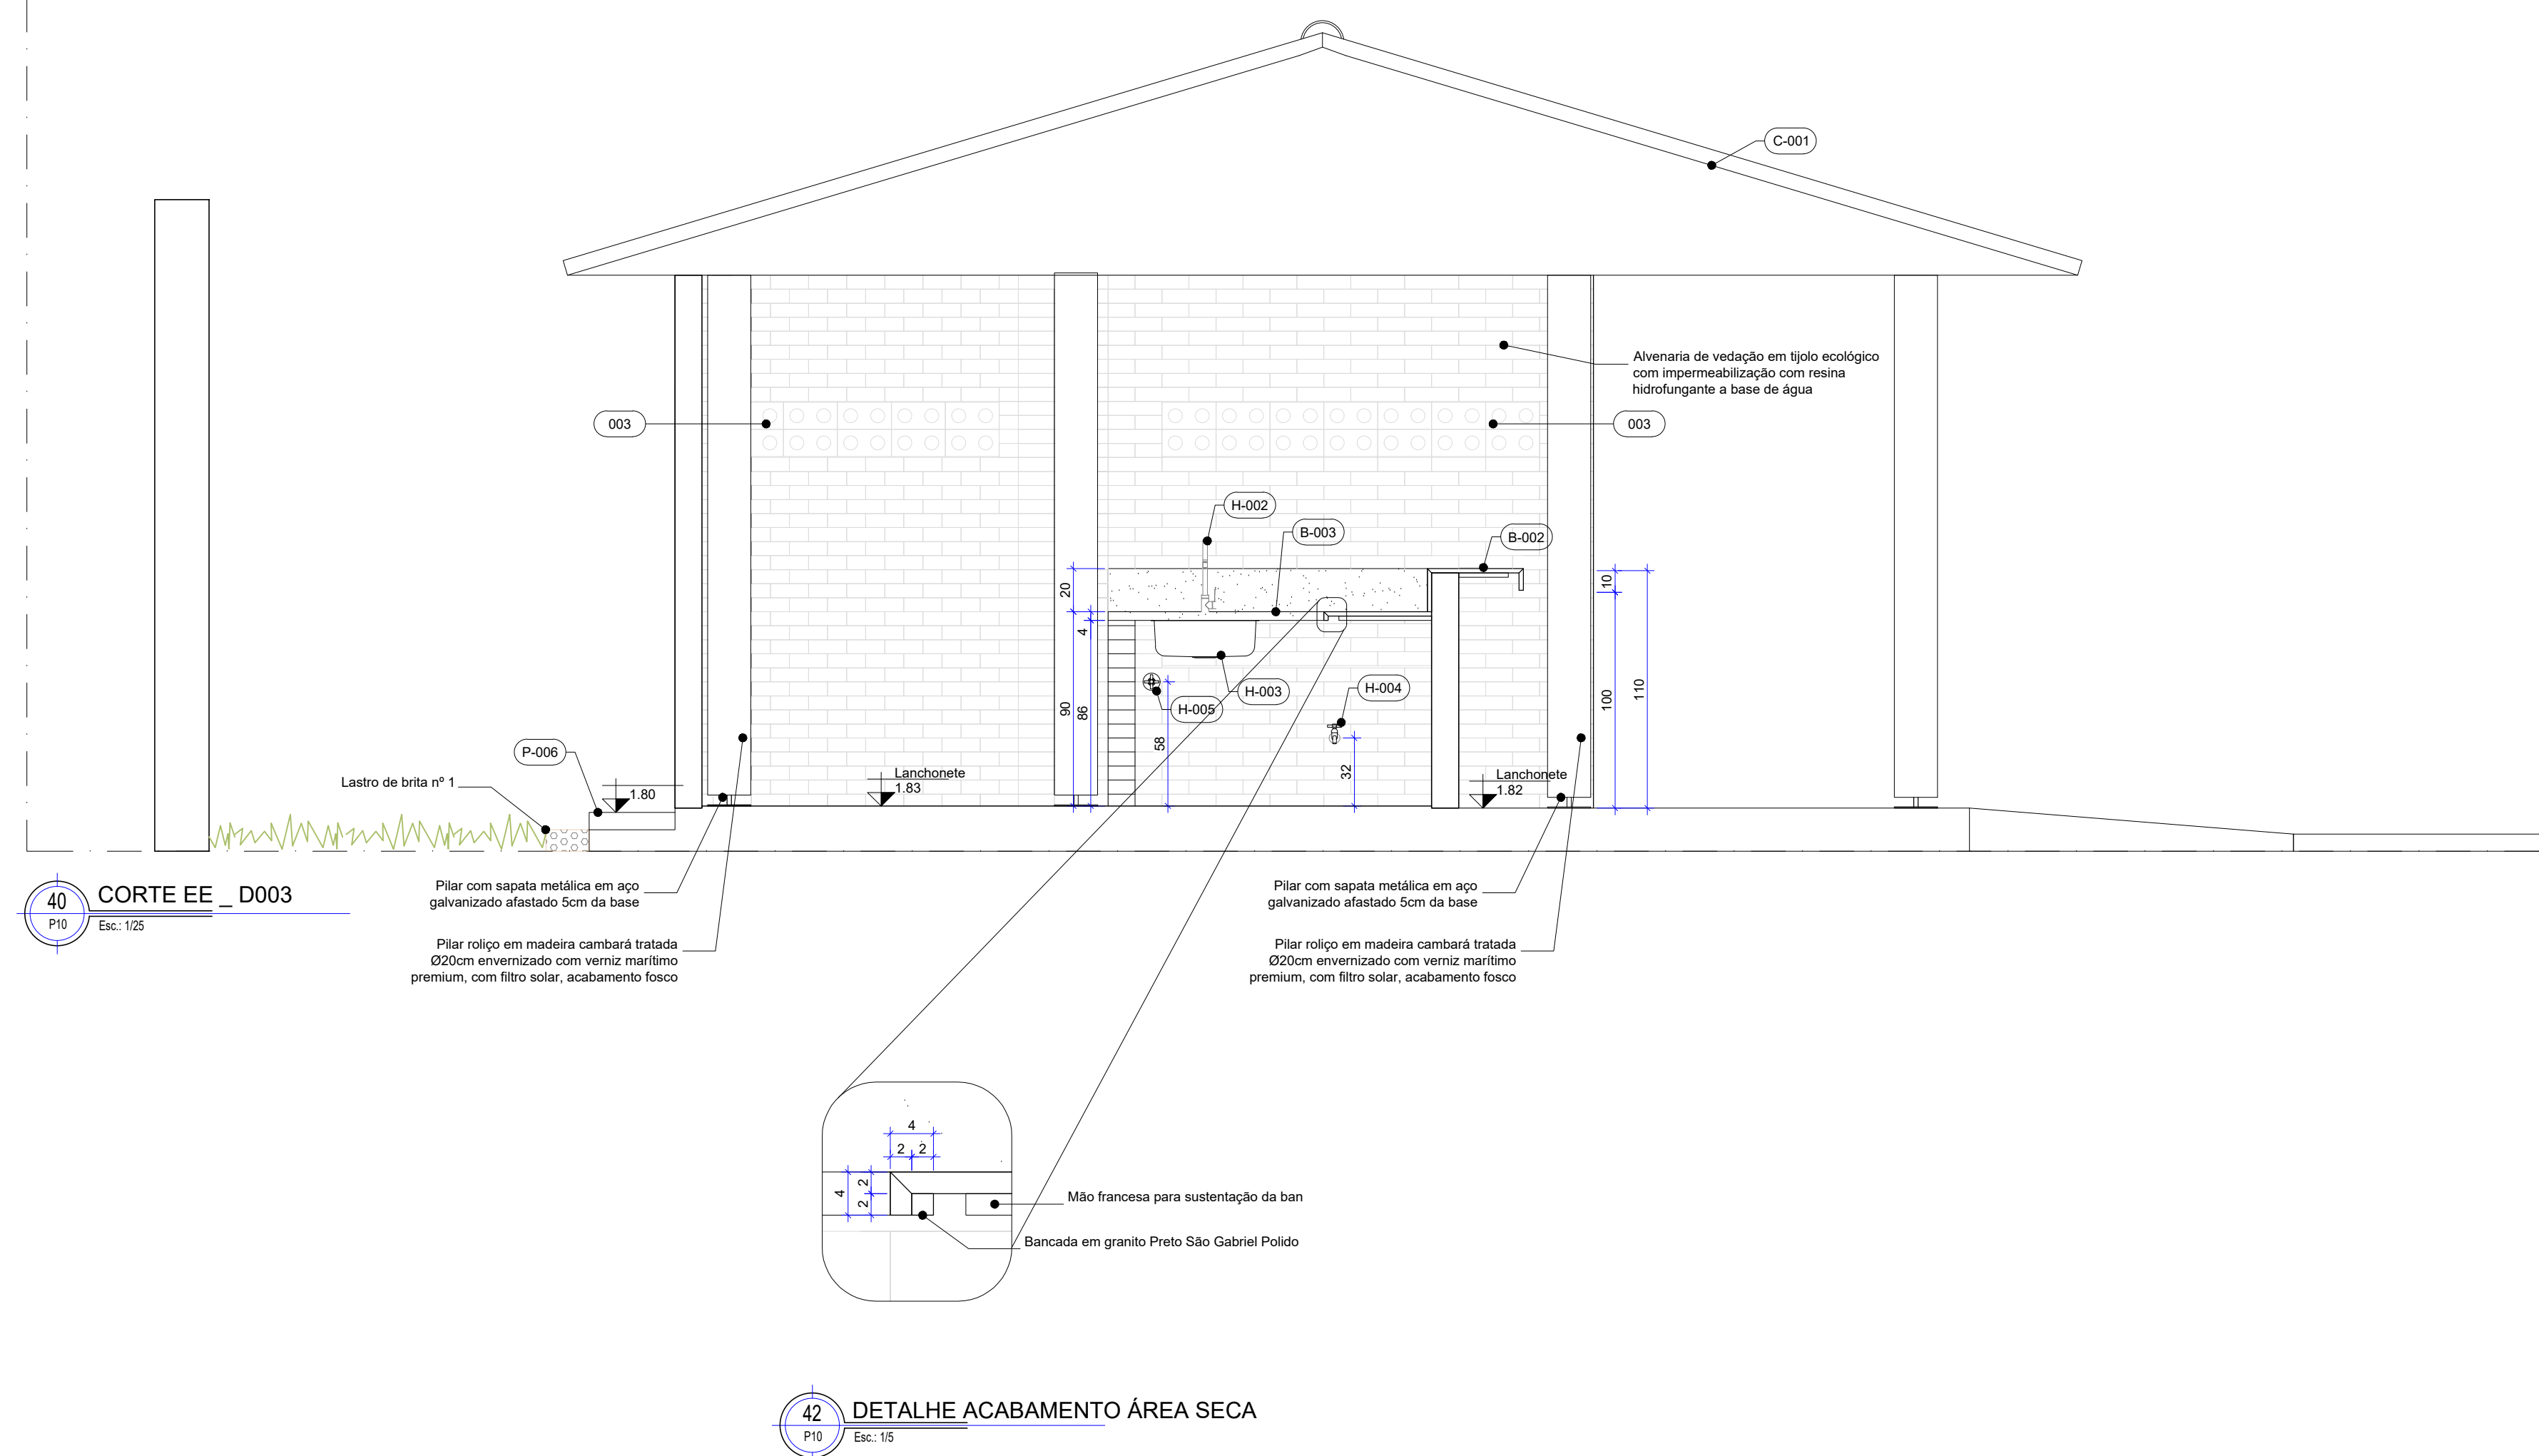 C-001
Alvenaria de vedação em tijolo ecológico
com impermeabilização com resina
hidrofungante a base de água
003
003
H-002
B-003
B-002
20
4
90
86
58
32
10
100
110
H-003
H-004
H-005
P-006
Lastro de brita nº 1
1.80
Lanchonete
1.83
Lanchonete
1.82
40
P10
CORTE EE _ D003
Esc.: 1/25
Pilar com sapata metálica em aço
galvanizado afastado 5cm da base
Pilar roliço em madeira cambará tratada
Ø20cm envernizado com verniz marítimo
premium, com filtro solar, acabamento fosco
Pilar com sapata metálica em aço
galvanizado afastado 5cm da base
Pilar roliço em madeira cambará tratada
Ø20cm envernizado com verniz marítimo
premium, com filtro solar, acabamento fosco
4
2 2
4
2
2
Mão francesa para sustentação da ban
Bancada em granito Preto São Gabriel Polido
42
P10
DETALHE ACABAMENTO ÁREA SECA
Esc.: 1/5